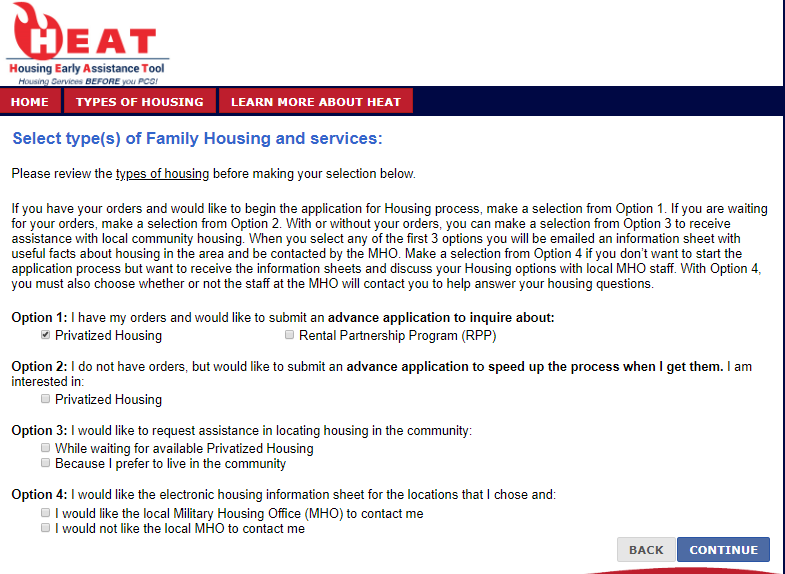 HEAT
Housing Early Assistance Tool
Housing Services BEFORE you PCS!
HOME TYPES OF HOUSING LEARN MORE ABOUT HEAT
Select type(s) of Family Housing and services:
Please review the types of housing before making your selection below.
If you have your orders and would like to begin the application for Housing process, make a selection from Option 1. If you are waiting
for your orders, make a selection from Option 2. With or without your orders, you can make a selection from Option 3 to receive
assistance with local community housing. When you select any of the first 3 options you will be emailed an information sheet with
useful facts about housing in the area and be contacted by the MHO. Make a selection from Option 4 if you don't want to start the
application process but want to receive the information sheets and discuss your Housing options with local MHO staff. With Option 4,
you must also choose whether or not the staff at the MHO will contact you to help answer your housing questions.
Option 1: I have my orders and would like to submit an advance application to inquire about:
Privatized Housing Rental Partnership Program (RPP)
Option 2: I do not have orders, but would like to submit an advance application to speed up the process when I get them. I am
interested in:
Privatized Housing
Option 3: I would like to request assistance in locating housing in the community:
While waiting for available Privatized Housing
Because I prefer to live in the community
Option 4: I would like the electronic housing information sheet for the locations that I chose and:
I would like the local Military Housing Office (MHO) to contact me
I would not like the local MHO to contact me
BACK CONTINUE